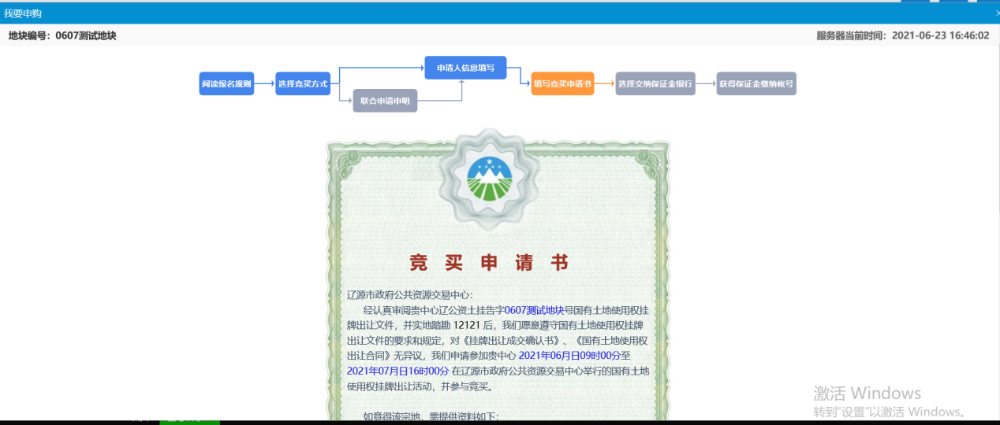 我要申购
地块编号：0607测试地块
服务器当前时间：2021-06-23 16:46:02
阅读报名规则
选择竞买方式
申请人信息填写
联合申请申明
填写竞买申请书
选择交纳保证金银行
获得保证金缴纳帐号
竞买申请书
辽源市政府公共资源交易中心：
经认真审阅贵中心辽公资土挂告字0607测试地块号国有土地使用权挂
牌出让文件，并实地踏勘 12121 后，我们愿意遵守国有土地使用权挂牌
出让文件的要求和规定，对《挂牌出让成交确认书》、《国有土地使用权
出让合同》无异议，我们申请参加贵中心 2021年06月日09时00分至
2021年07月日16时00分 在辽源市政府公共资源交易中心举行的国有土地
使用权挂牌出让活动，并参与竞买。
如竞得该宗地，需提供资料如下：
激活 Windows
转到"设置"以激活 Windows。